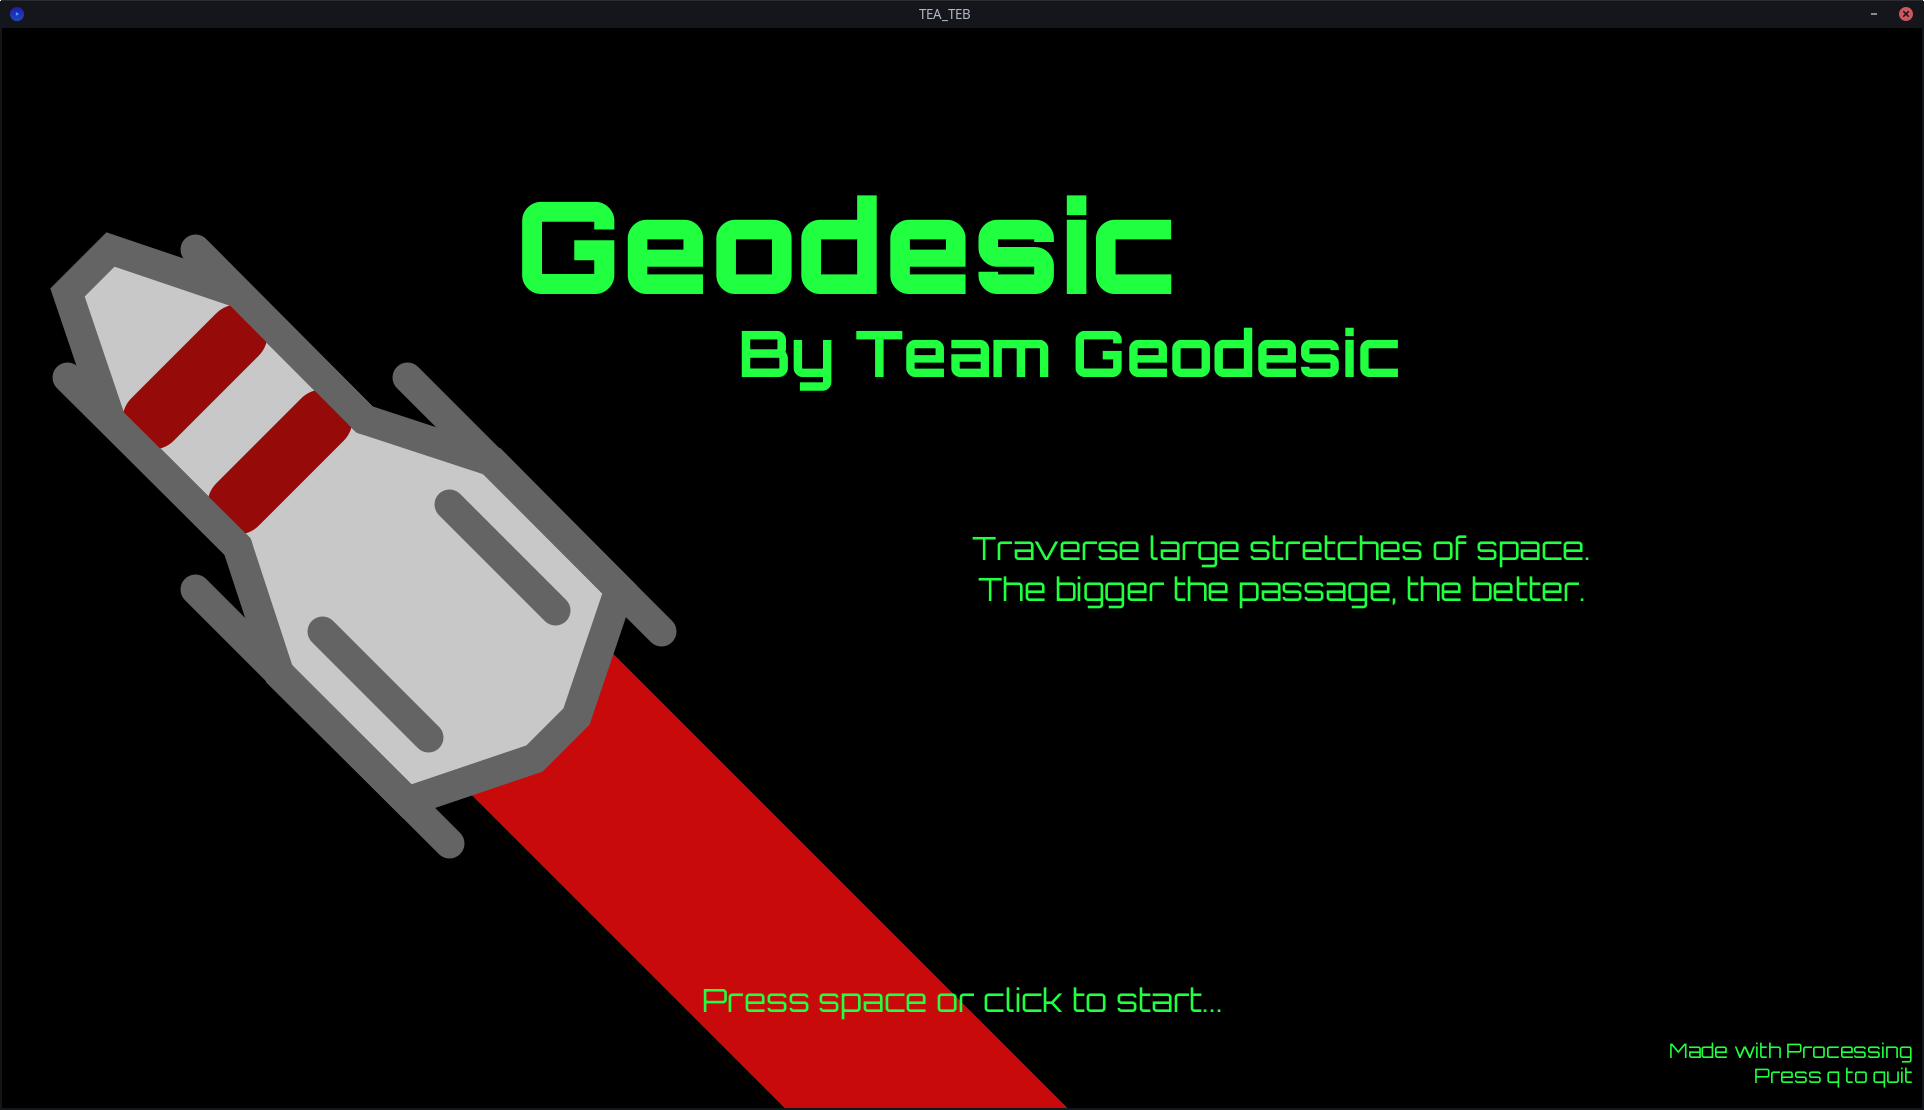 TEA_TEB
Geodesic
By Team Geodesic
Traverse large stretches of space.
The bigger the passage, the better.
Press space or click to start...
Made with Processing
Press q to quit